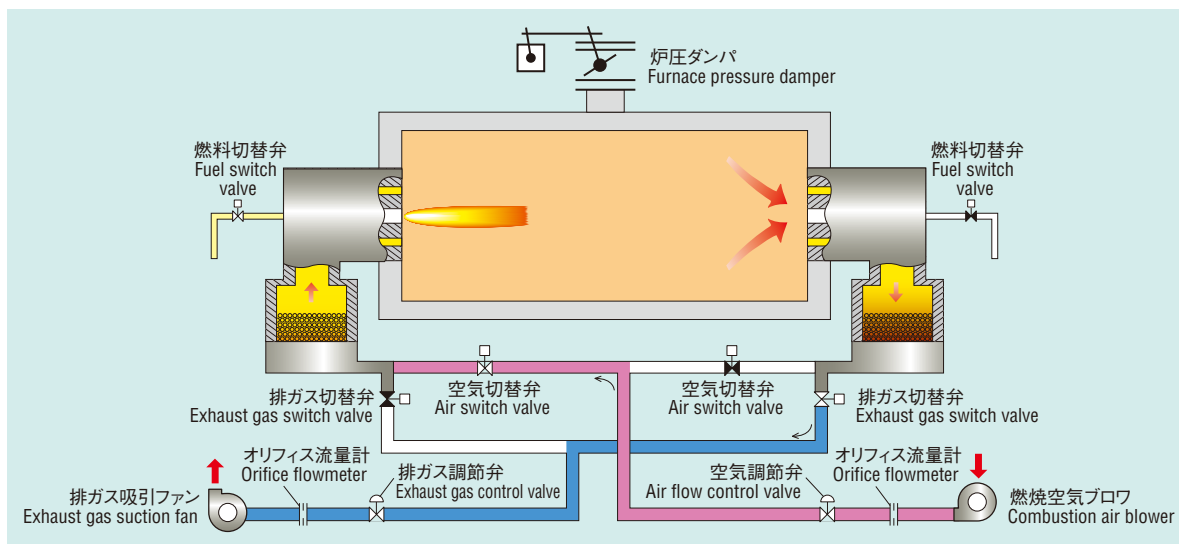 炉圧ダンパ
Furnace pressure damper
燃料切替弁
Fuel switch
valve
燃料切替弁
Fuel switch
valve
排ガス切替弁
Exhaust gas switch valve
空気切替弁
Air switch valve
空気切替弁
Air switch valve
排ガス切替弁
Exhaust gas switch valve
オリフィス流量計
Orifice flowmeter
排ガス調節弁
Exhaust gas control valve
空気調節弁
Air flow control valve
オリフィス流量計
Orifice flowmeter
排ガス吸引ファン
Exhaust gas suction fan
燃焼空気ブロワ
Combustion air blower